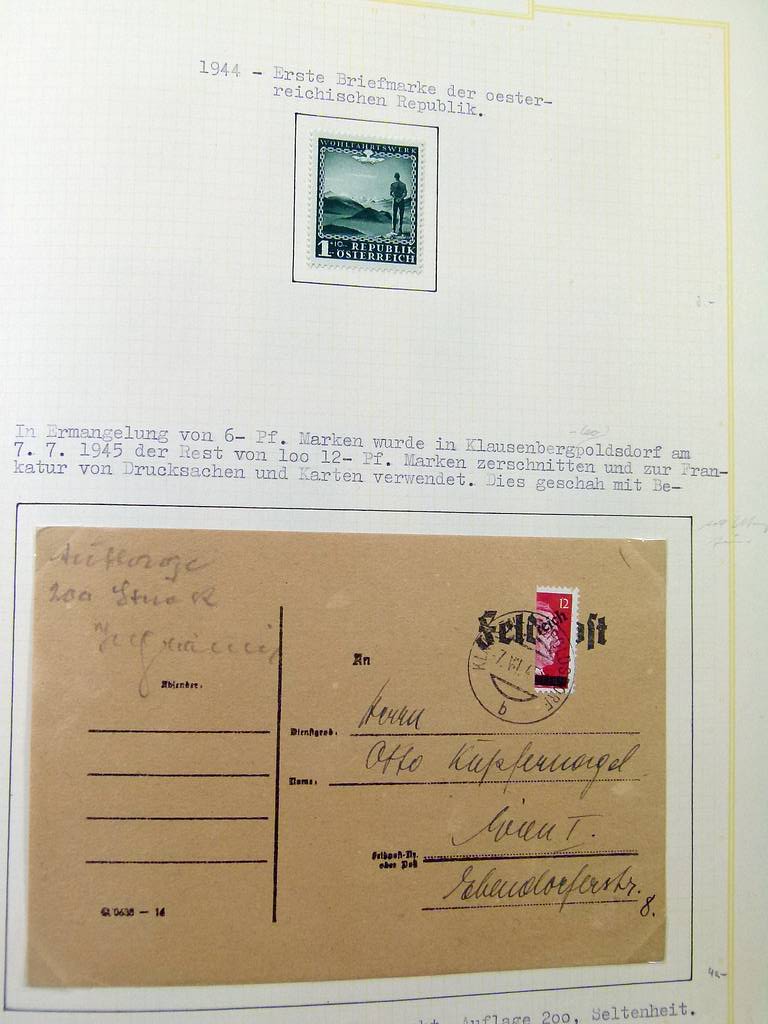 1944 - Erste Briefmarke der oester-
reichischen Republik.
WOHLFAHRTSWERK
1 +10-
REPUBLIK
ÖSTERREICH
In Ermangelung von 6- Pf. Marken wurde in Klausenbergpoldsdorf am
7. 7. 1945 der Rest von loo 12- Pf. Marken zerschnitten und zur Fran-
katur von Drucksachen und Karten verwendet. Dies geschah mit Be-
200 Stück
12
Feldpost
An
Absender:
Herrn
Dienstgrad:
Otto Kupfernagel
Name:
Wien I.
Feldpost-Nr.
oder Post
Ebendorferstr.
8.
Auflage 2oo, Seltenheit.